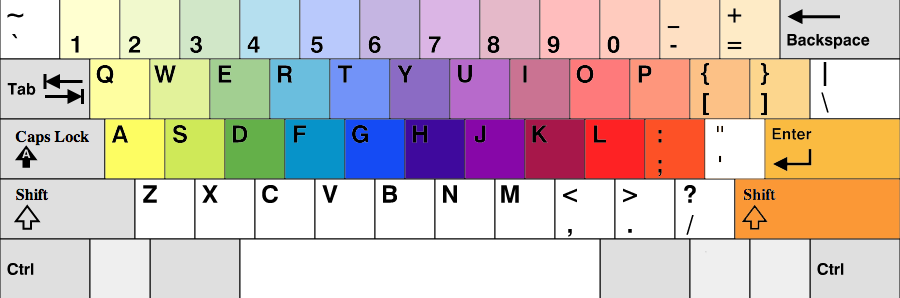 ~ ` 1 2 3 4 5 6 7 8 9 0 _ - + = Backspace
Tab Q W E R T Y U I O P { [ } ] | \
Caps Lock A A S D F G H J K L : ; " ' Enter
Shift Z X C V B N M < , > . ? / Shift
Ctrl Ctrl